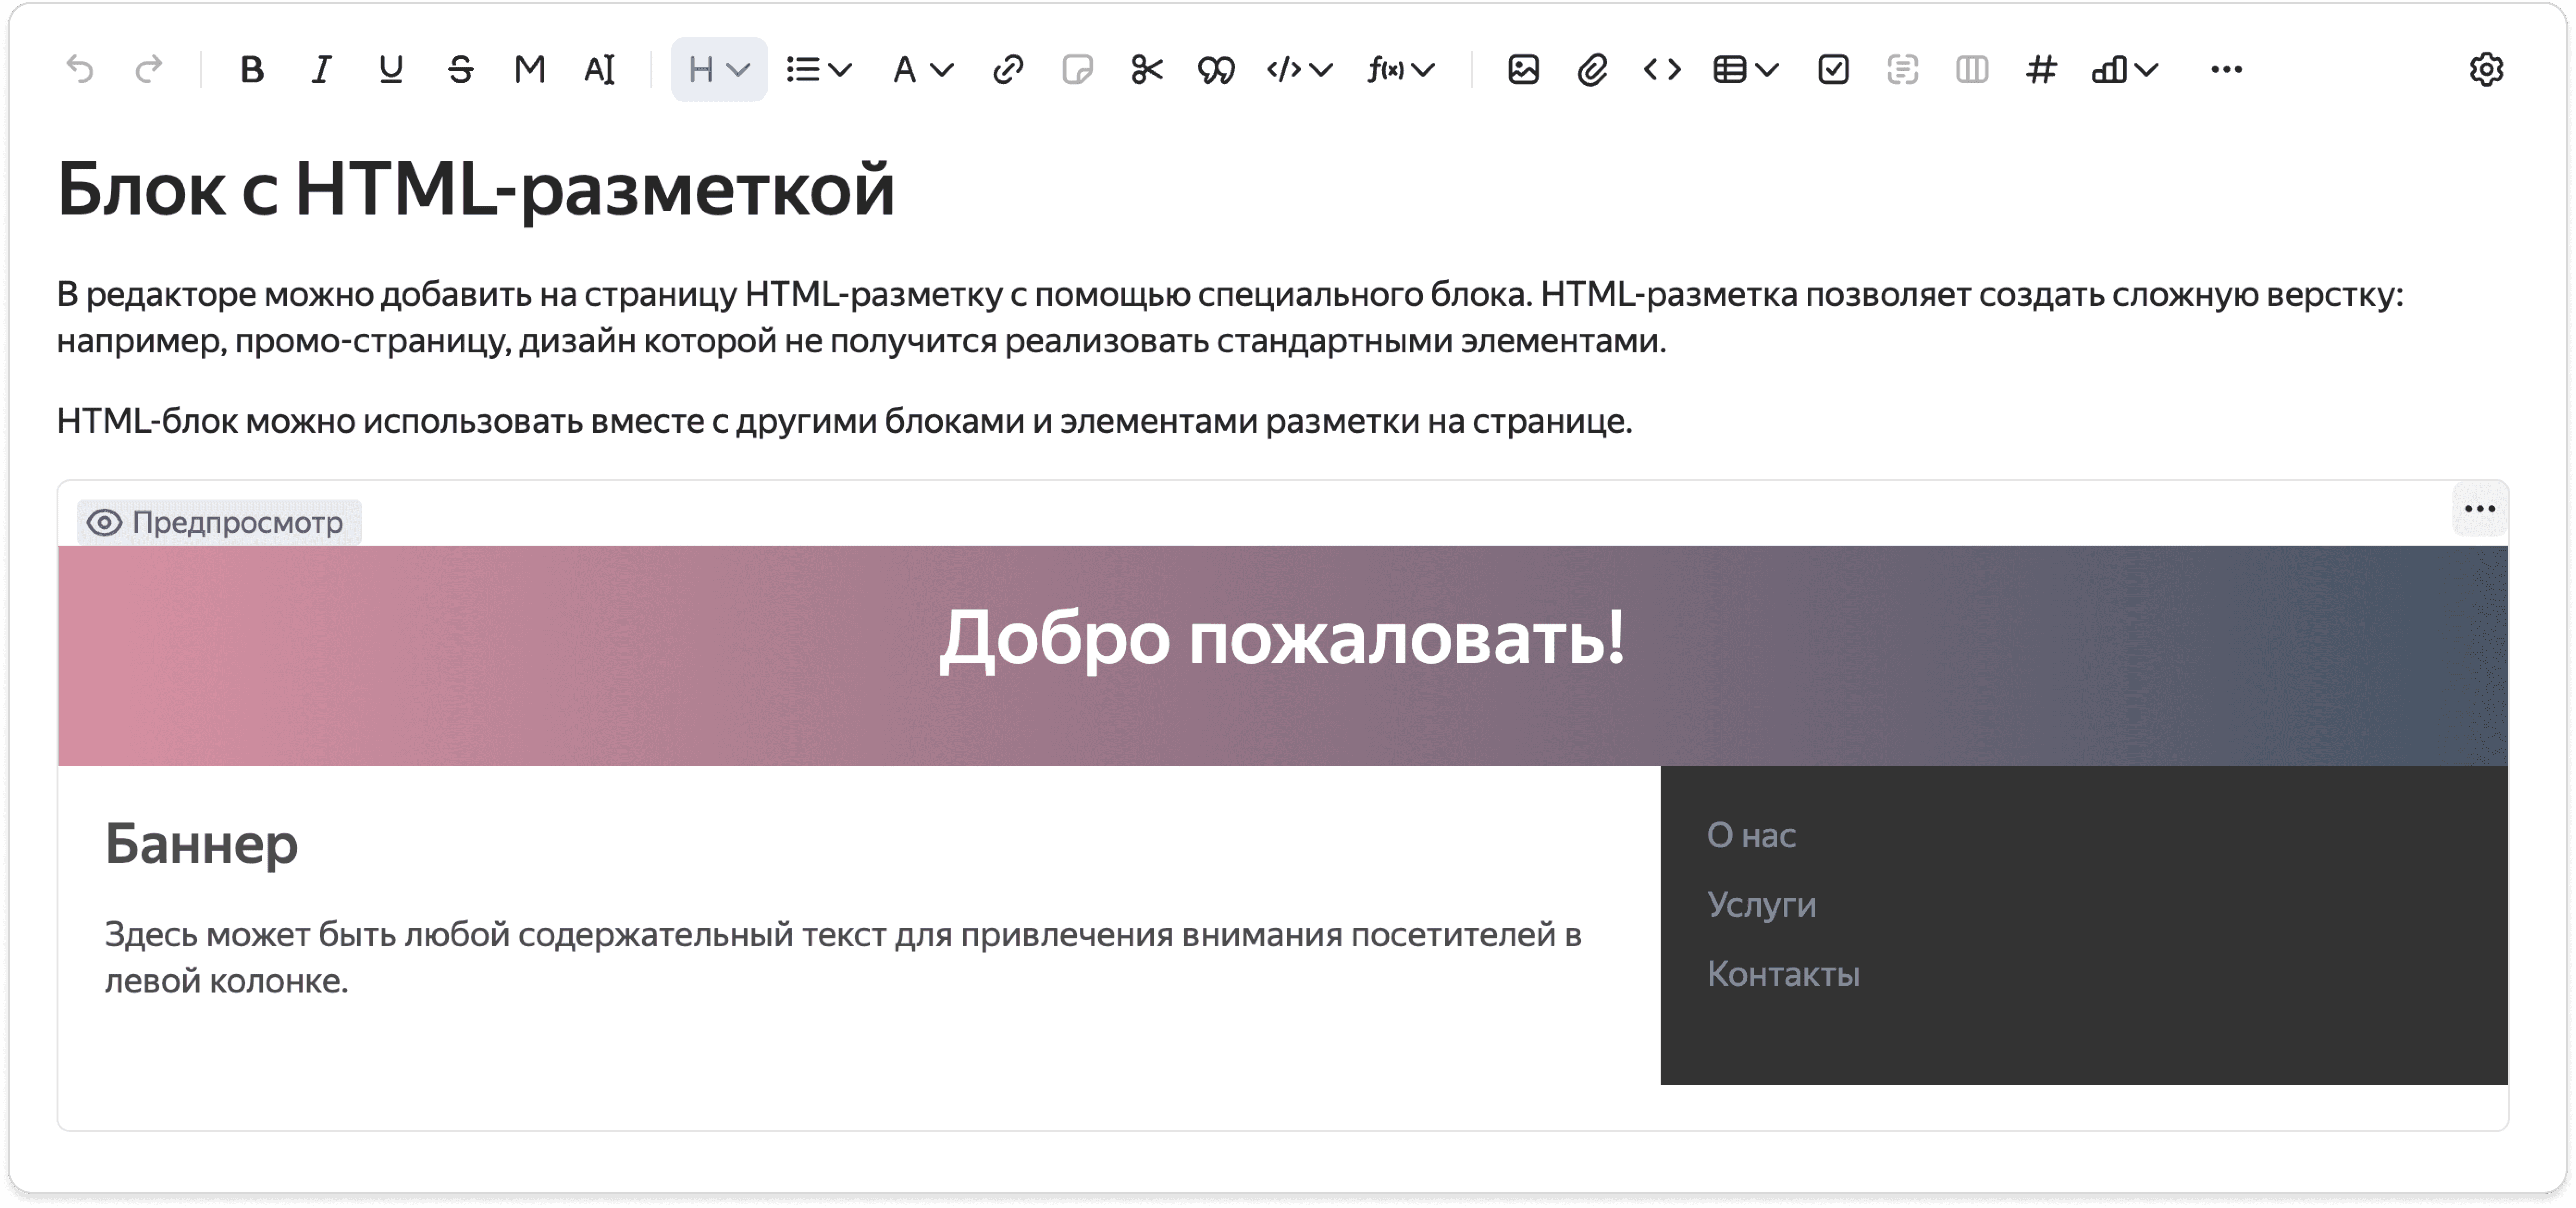 B I U S M AI H A </> f(x) < > #
Блок с HTML-разметкой
В редакторе можно добавить на страницу HTML-разметку с помощью специального блока. HTML-разметка позволяет создать сложную верстку:
например, промо-страницу, дизайн которой не получится реализовать стандартными элементами.
HTML-блок можно использовать вместе с другими блоками и элементами разметки на странице.
Предпросмотр
Добро пожаловать!
Баннер
Здесь может быть любой содержательный текст для привлечения внимания посетителей в
левой колонке.
О нас
Услуги
Контакты